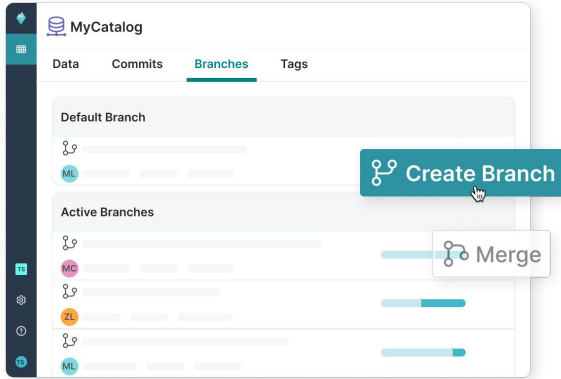 MyCatalog
Data Commits Branches Tags
Default Branch
ML
Create Branch
Active Branches
Merge
MC
TS
ZL
ML
TS